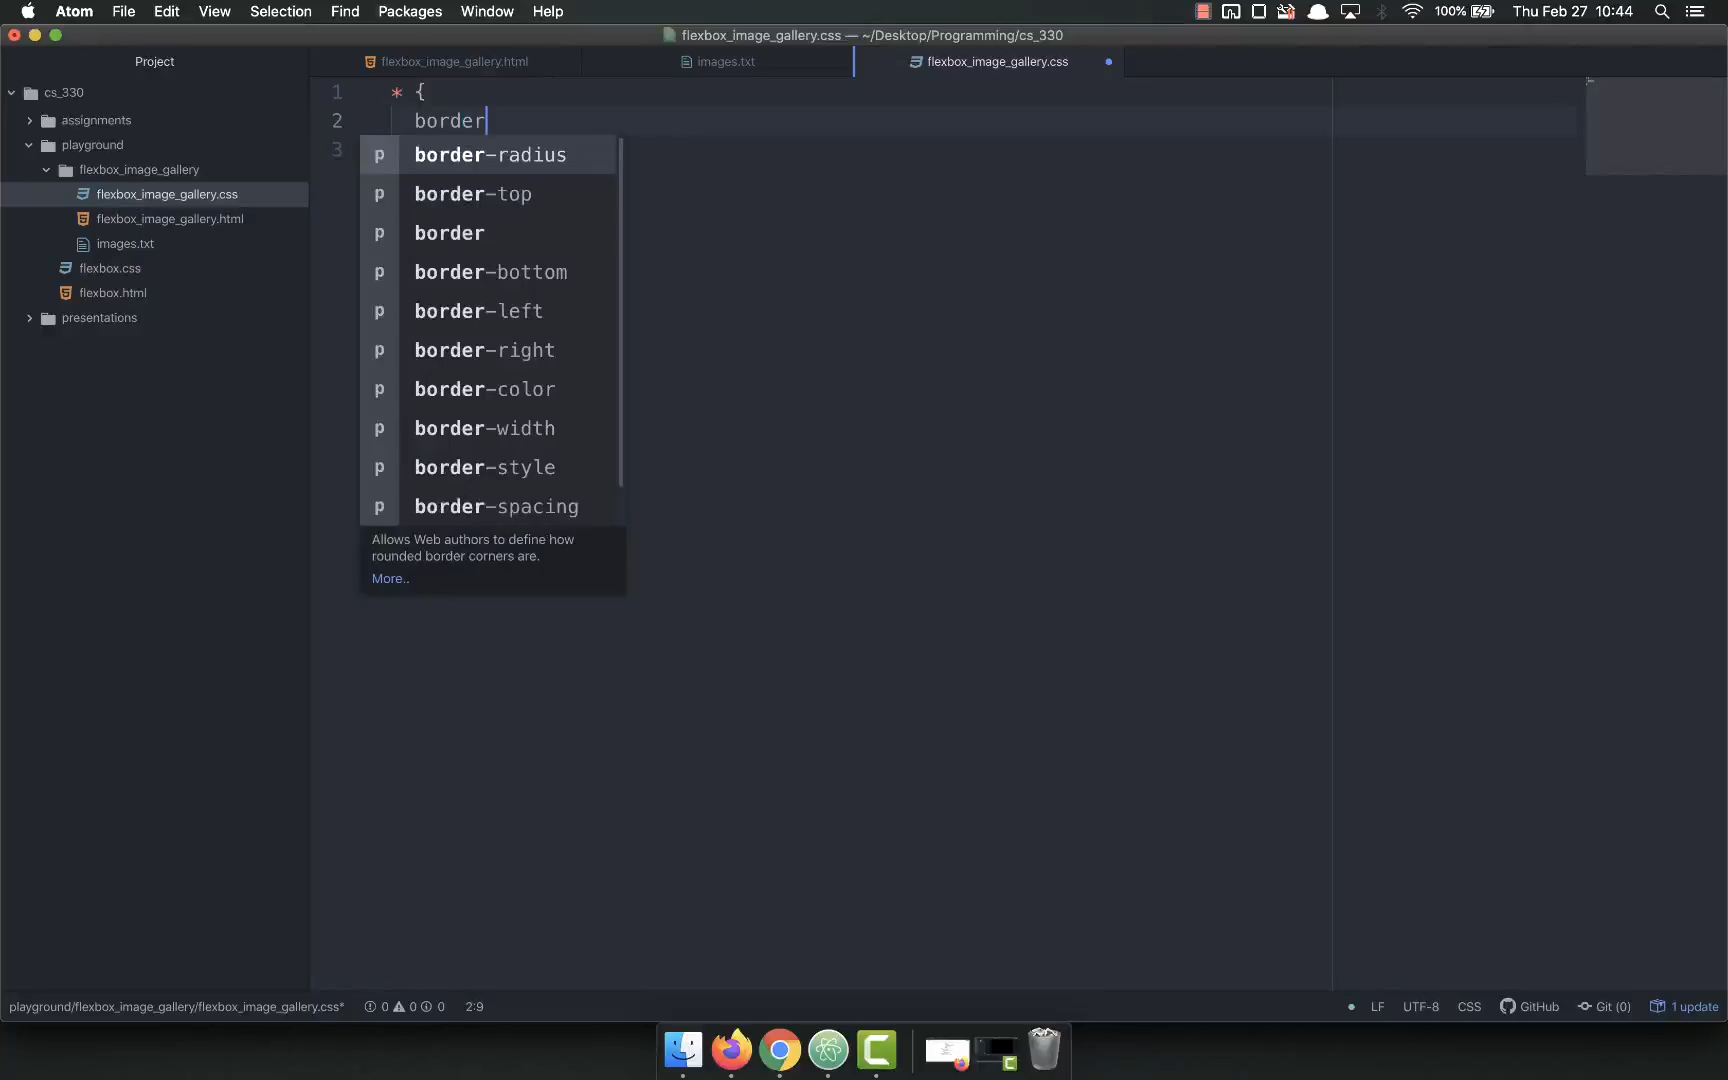 Atom File Edit View Selection Find Packages Window Help 100% Thu Feb 27 10:44
flexbox_image_gallery.css — ~/Desktop/Programming/cs_330
Project
flexbox_image_gallery.html images.txt flexbox_image_gallery.css
cs_330
assignments
playground
flexbox_image_gallery
flexbox_image_gallery.css
flexbox_image_gallery.html
images.txt
flexbox.css
flexbox.html
presentations
1 * {
2 border
3
p border-radius
p border-top
p border
p border-bottom
p border-left
p border-right
p border-color
p border-width
p border-style
p border-spacing
Allows Web authors to define how
rounded border corners are.
More..
playground/flexbox_image_gallery/flexbox_image_gallery.css* 0 0 0 2:9 LF UTF-8 CSS GitHub Git (0) 1 update